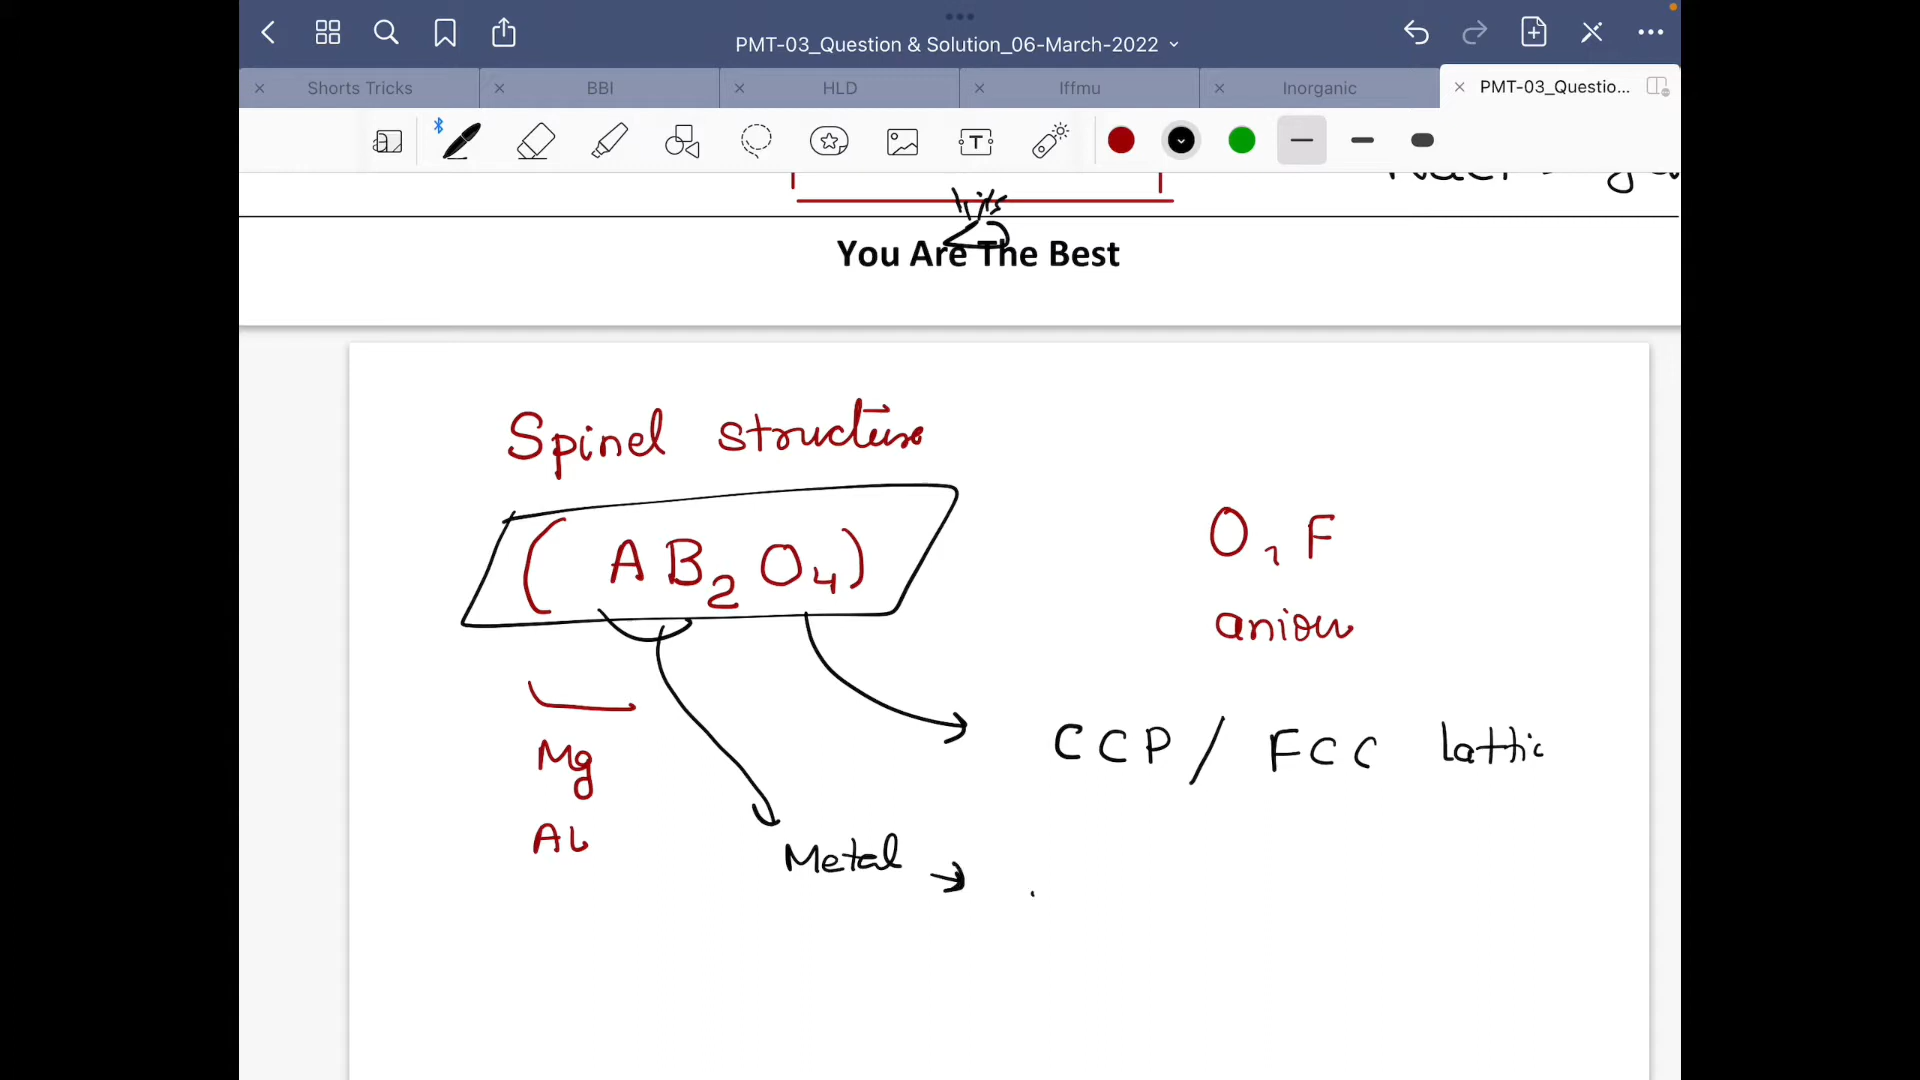 PMT-03_Question & Solution_06-March-2022
Shorts Tricks
BBI
HLD
Iffmu
Inorganic
PMT-03_Questio...
You Are The Best
Spinel structure
(AB₂O₄)
O, F
anion
Mg
Al
CCP / FCC lattic
Metal →